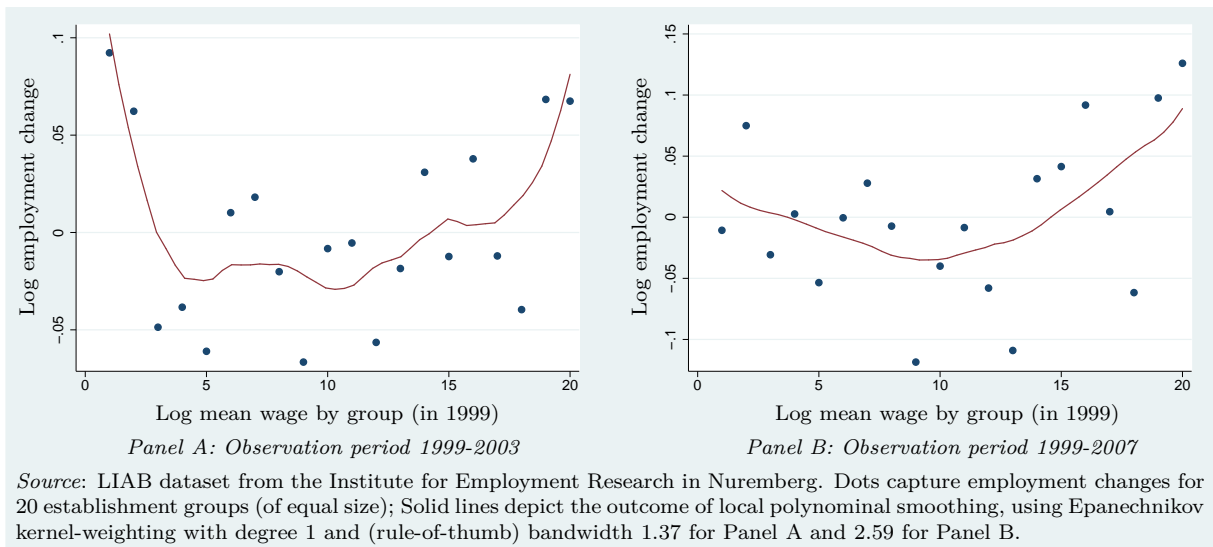 Log employment change
.1
.05
0
-.05
0
5
10
15
20
Log mean wage by group (in 1999)
Panel A: Observation period 1999-2003
Log employment change
.15
.1
.05
0
-.05
-.1
0
5
10
15
20
Log mean wage by group (in 1999)
Panel B: Observation period 1999-2007
Source: LIAB dataset from the Institute for Employment Research in Nuremberg. Dots capture employment changes for
20 establishment groups (of equal size); Solid lines depict the outcome of local polynominal smoothing, using Epanechnikov
kernel-weighting with degree 1 and (rule-of-thumb) bandwidth 1.37 for Panel A and 2.59 for Panel B.